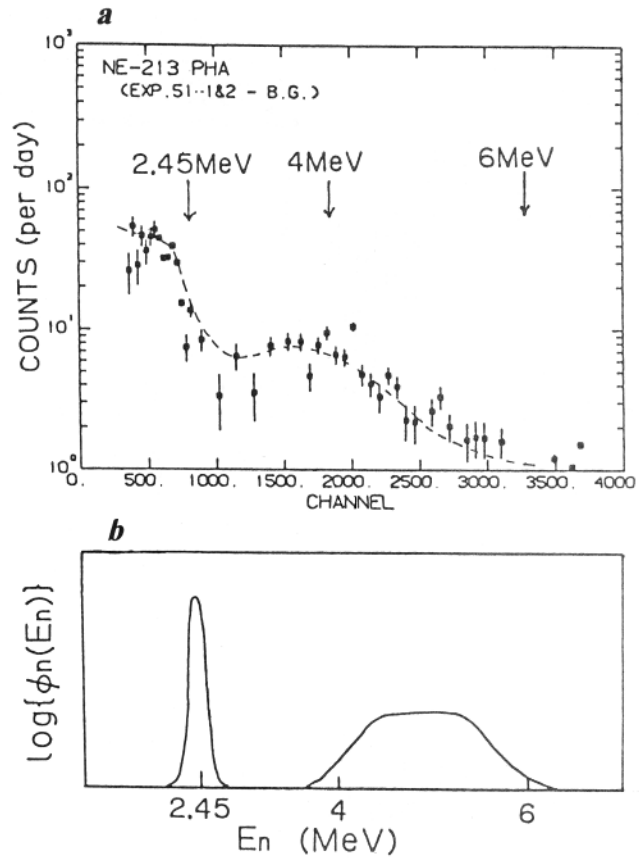 a
10³
NE-213 PHA
(EXP.51--1&2 - B.G.)
2.45MeV 4MeV 6MeV
10²
COUNTS (per day)
10¹
10⁰
0. 500. 1000. 1500. 2000. 2500. 3000. 3500. 4000
CHANNEL
b
log{ϕn(En)}
2.45 4 6
En (MeV)